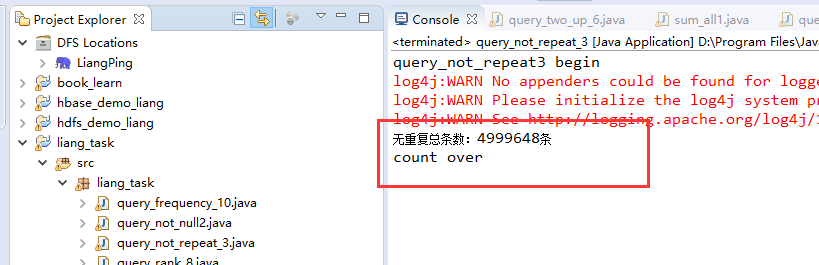 Project Explorer
DFS Locations
LiangPing
book_learn
hbase_demo_liang
hdfs_demo_liang
liang_task
src
liang_task
query_frequency_10.java
query_not_null2.java
query_not_repeat_3.java
query_rank_8.java
Console
query_two_up_6.java
sum_all1.java
<terminated> query_not_repeat_3 [Java Application] D:\Program Files\Java
query_not_repeat3 begin
log4j:WARN No appenders could be found for logge
log4j:WARN Please initialize the log4j system pr
log4j:WARN See http://logging.apache.org/log4j/1
无重复总条数：4999648条
count over